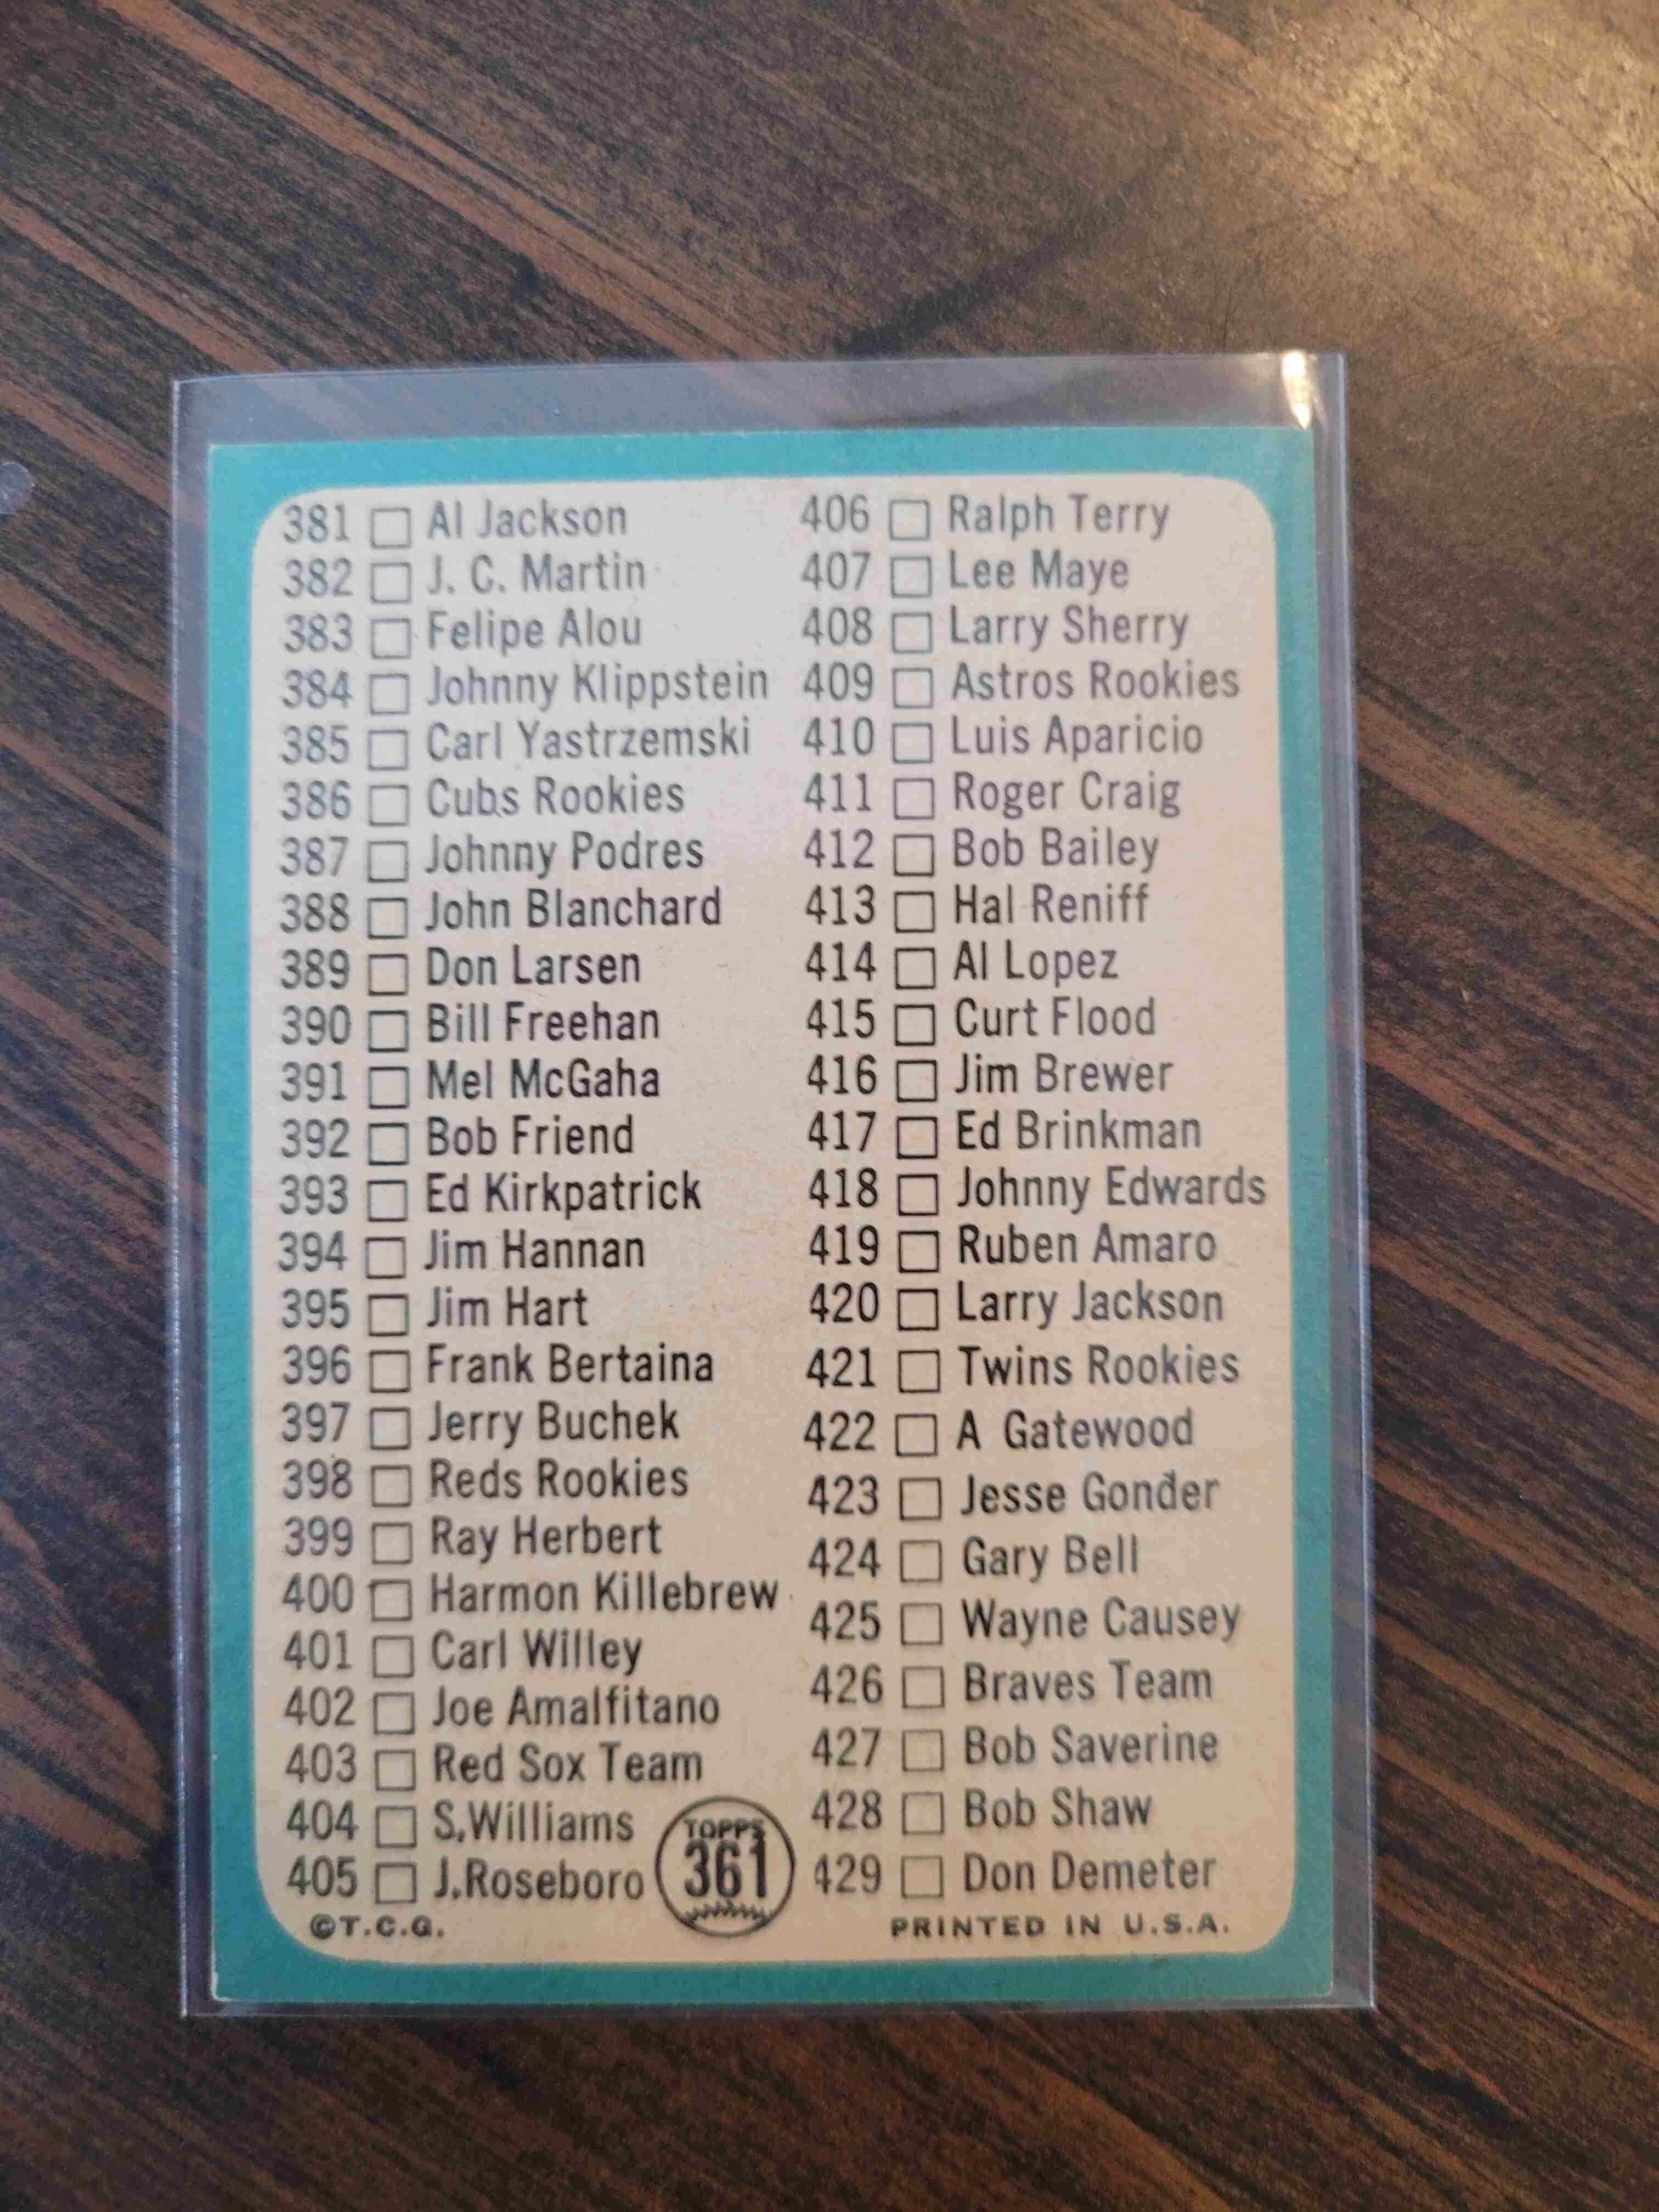 381 □ Al Jackson
382 □ J. C. Martin
383 □ Felipe Alou
384 □ Johnny Klippstein
385 □ Carl Yastrzemski
386 □ Cubs Rookies
387 □ Johnny Podres
388 □ John Blanchard
389 □ Don Larsen
390 □ Bill Freehan
391 □ Mel McGaha
392 □ Bob Friend
393 □ Ed Kirkpatrick
394 □ Jim Hannan
395 □ Jim Hart
396 □ Frank Bertaina
397 □ Jerry Buchek
398 □ Reds Rookies
399 □ Ray Herbert
400 □ Harmon Killebrew
401 □ Carl Willey
402 □ Joe Amalfitano
403 □ Red Sox Team
404 □ S.Williams
405 □ J.Roseboro
©T.C.G.
TOPPS
361
406 □ Ralph Terry
407 □ Lee Maye
408 □ Larry Sherry
409 □ Astros Rookies
410 □ Luis Aparicio
411 □ Roger Craig
412 □ Bob Bailey
413 □ Hal Reniff
414 □ Al Lopez
415 □ Curt Flood
416 □ Jim Brewer
417 □ Ed Brinkman
418 □ Johnny Edwards
419 □ Ruben Amaro
420 □ Larry Jackson
421 □ Twins Rookies
422 □ A Gatewood
423 □ Jesse Gonder
424 □ Gary Bell
425 □ Wayne Causey
426 □ Braves Team
427 □ Bob Saverine
428 □ Bob Shaw
429 □ Don Demeter
PRINTED IN U.S.A.